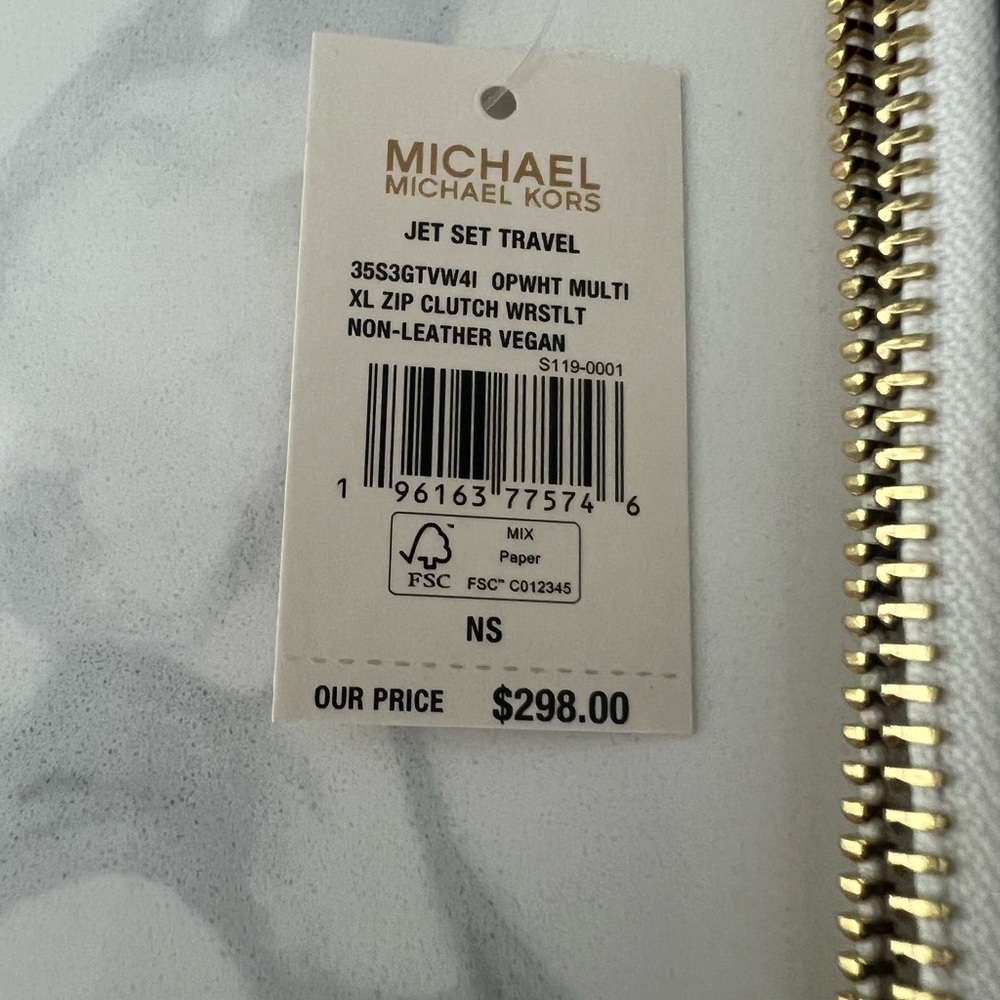 MICHAEL
MICHAEL KORS
JET SET TRAVEL
35S3GTVW4I OPWHT MULTI
XL ZIP CLUTCH WRSTLT
NON-LEATHER VEGAN
S119-0001
1 96163 77574 6
MIX
Paper
FSC™ C012345
FSC
NS
OUR PRICE $298.00